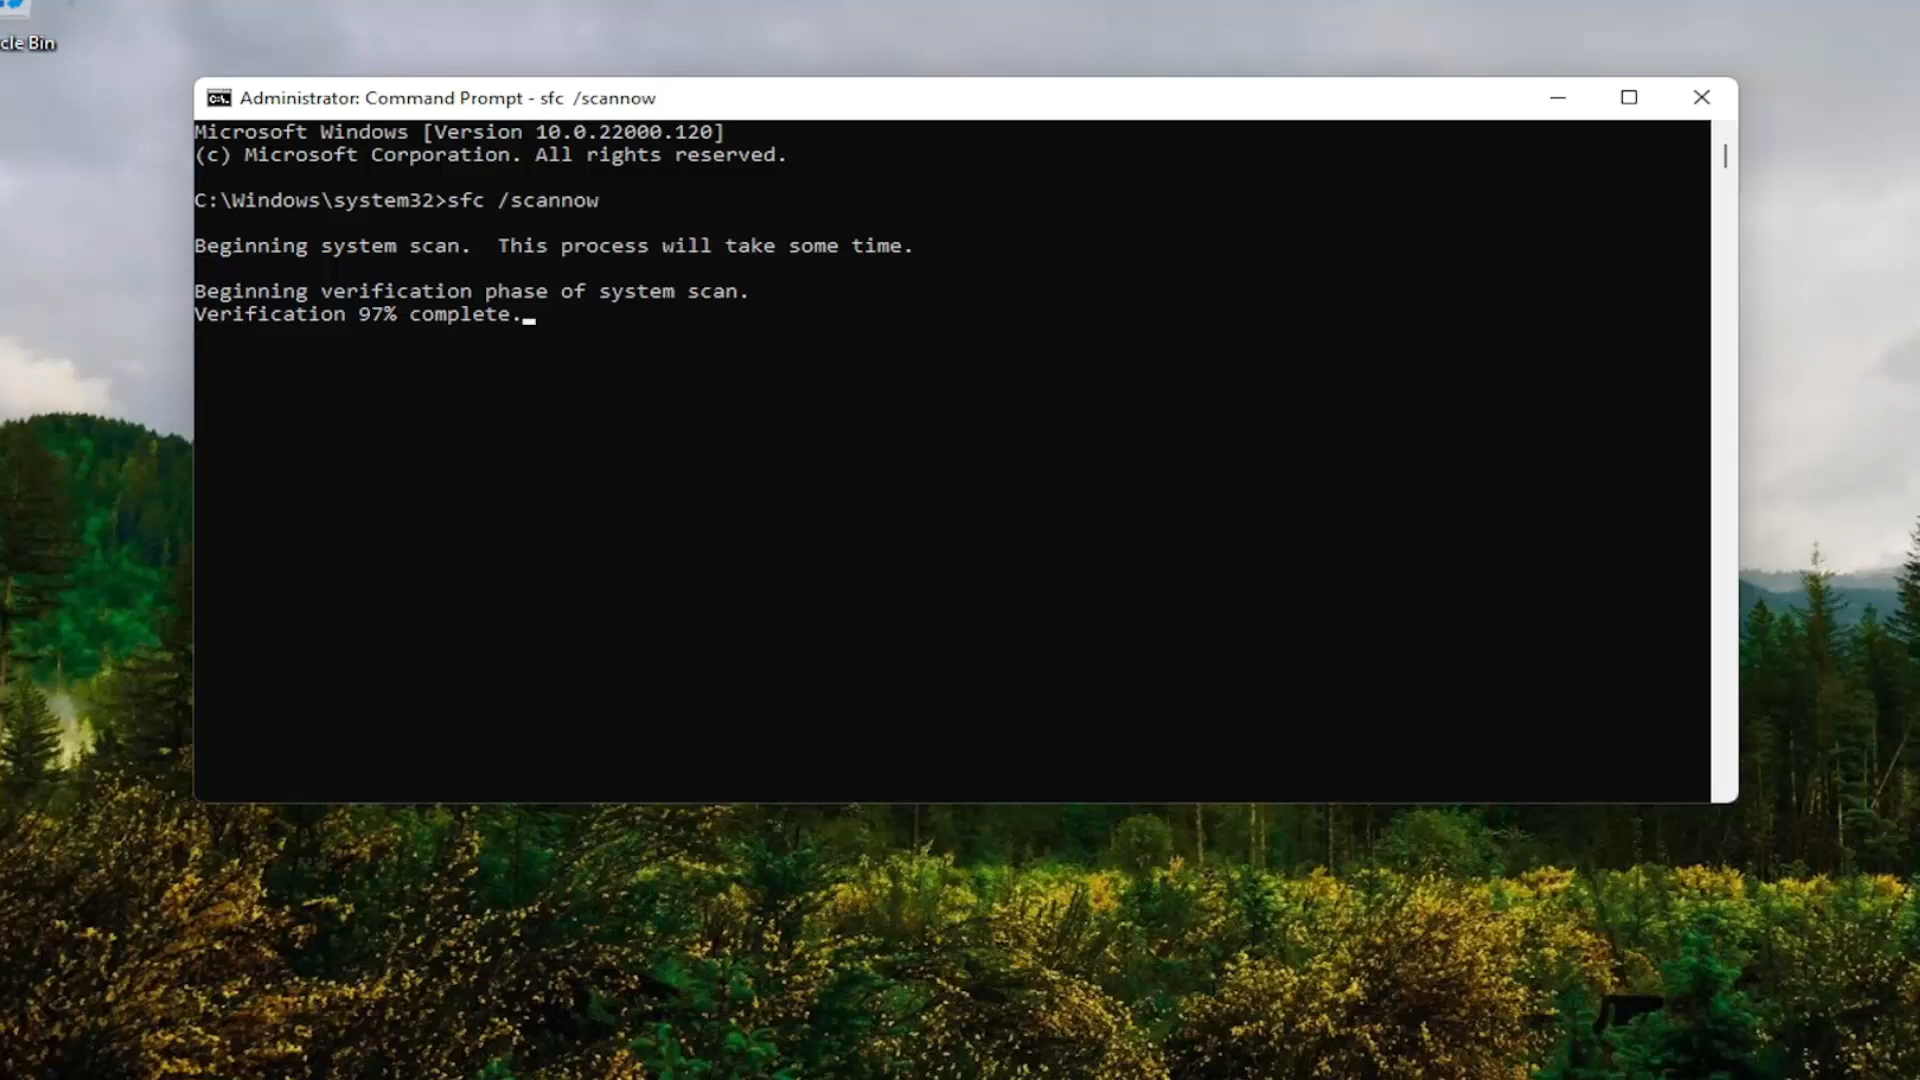 cle Bin
Administrator: Command Prompt - sfc  /scannow
Microsoft Windows [Version 10.0.22000.120]
(c) Microsoft Corporation. All rights reserved.
C:\Windows\system32>sfc /scannow
Beginning system scan.  This process will take some time.
Beginning verification phase of system scan.
Verification 97% complete.